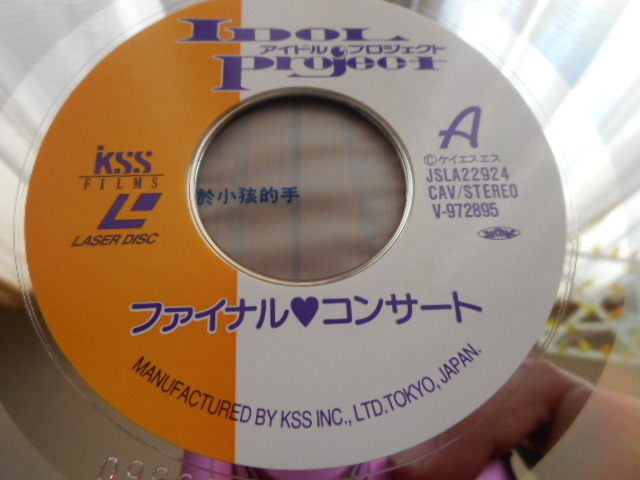 IDOL
アイドル・プロジェクト
project
A
©ケイエスエス
JSLA22924
CAV/STEREO
V-972895
KSS
FILMS
LASER DISC
於小孩的手
ファイナル♥コンサート
MANUFACTURED BY KSS INC., LTD. TOKYO, JAPAN.